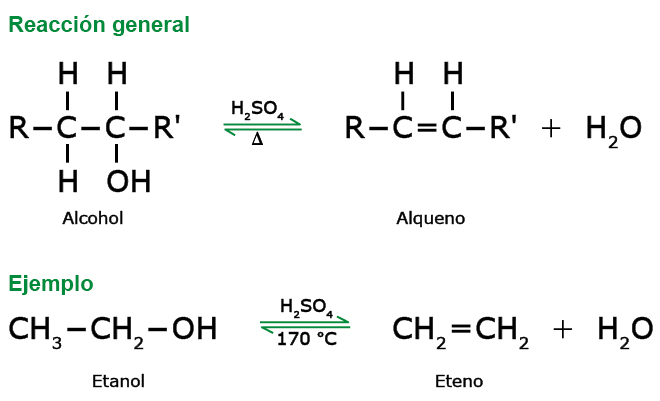 Reacción general
H H H H
R–C–C–R' H₂SO₄ Δ R–C=C–R' + H₂O
H OH
Alcohol Alqueno
Ejemplo
CH₃–CH₂–OH H₂SO₄ 170 °C CH₂=CH₂ + H₂O
Etanol Eteno